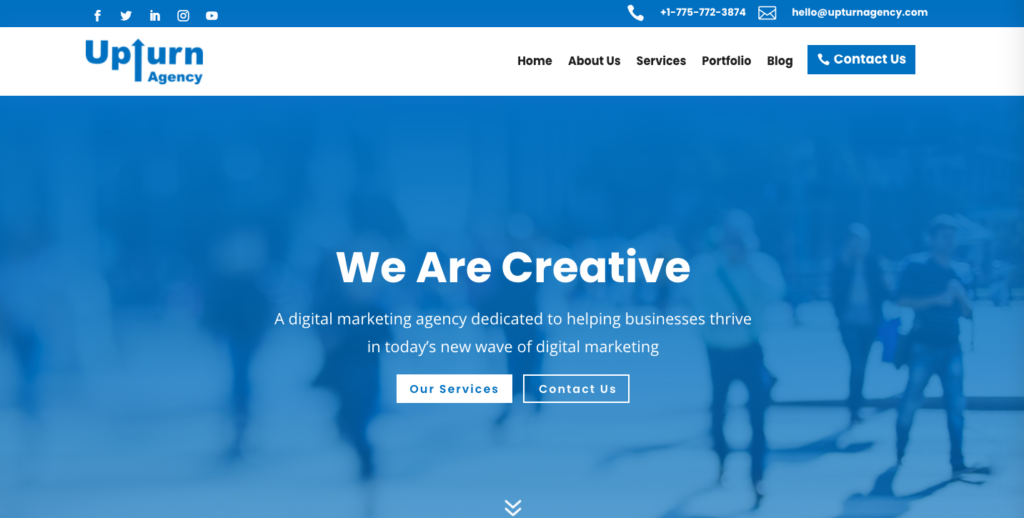 +1-775-772-3874 hello@upturnagency.com
Upturn
Agency
Home About Us Services Portfolio Blog Contact Us
We Are Creative
A digital marketing agency dedicated to helping businesses thrive
in today’s new wave of digital marketing
Our Services Contact Us